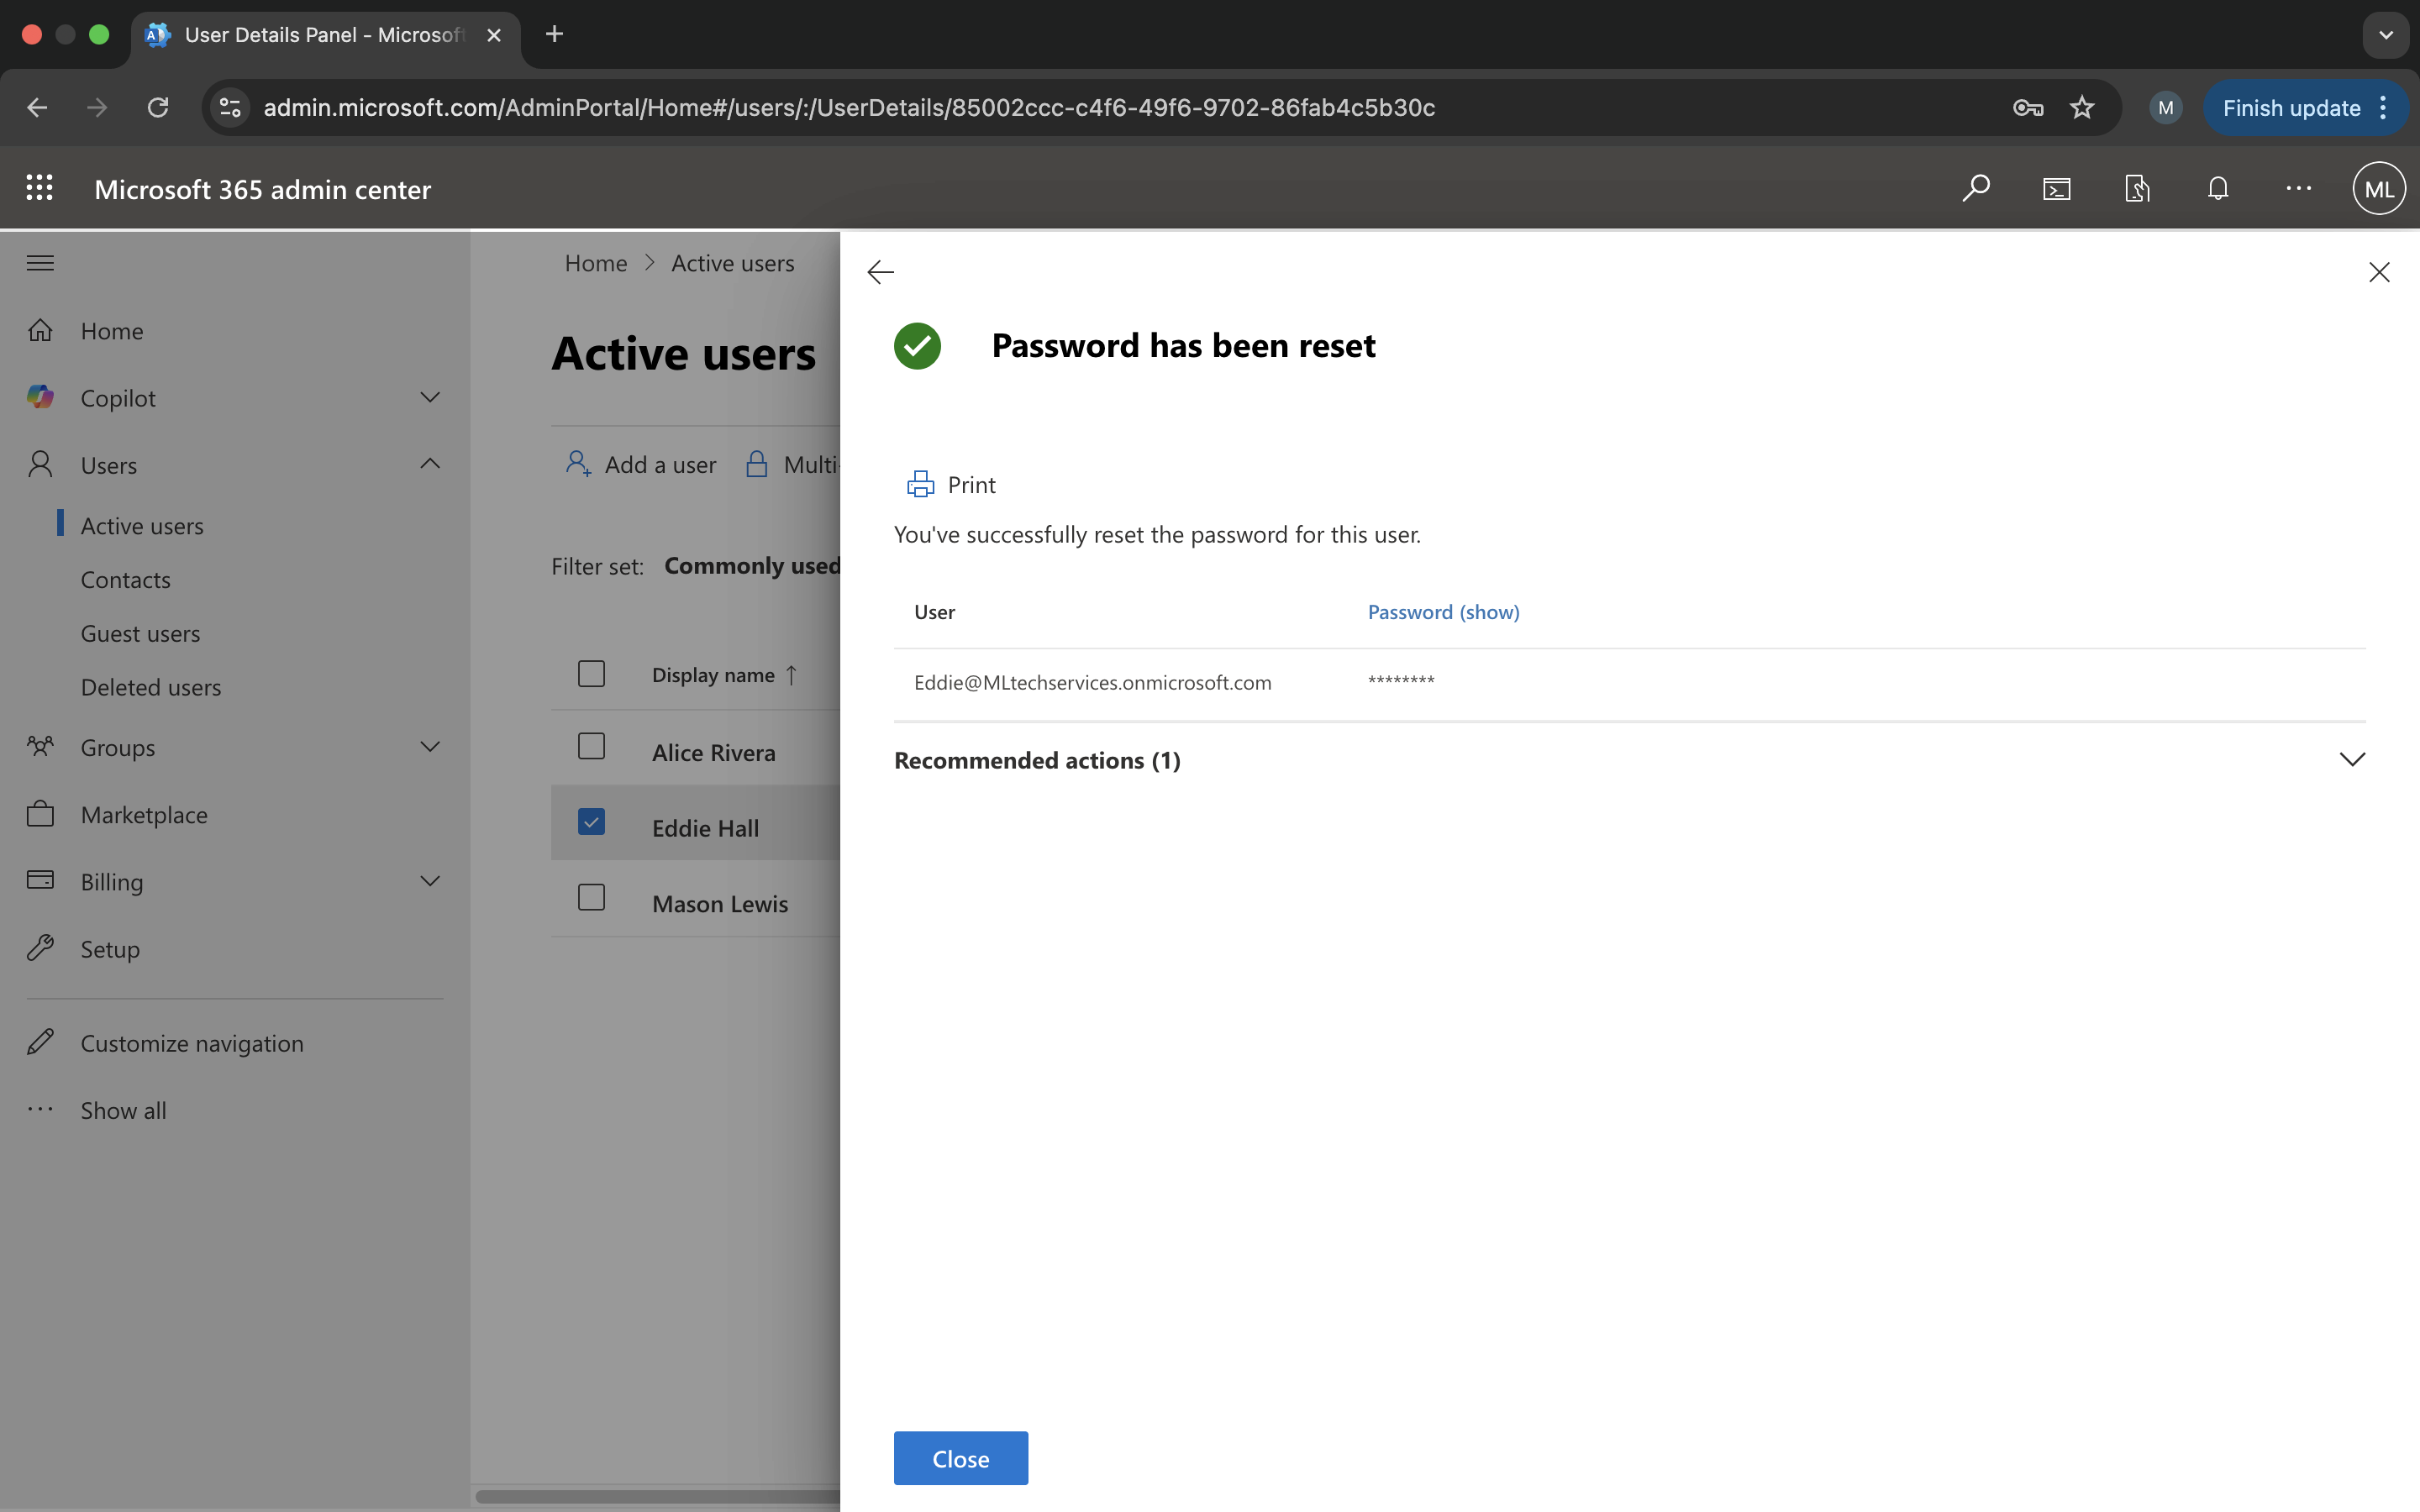 User Details Panel - Microsoft
admin.microsoft.com/AdminPortal/Home#/users/:/UserDetails/85002ccc-c4f6-49f6-9702-86fab4c5b30c
M
Finish update
Microsoft 365 admin center
ML
Home
Copilot
Users
Active users
Contacts
Guest users
Deleted users
Groups
Marketplace
Billing
Setup
Customize navigation
Show all
Home > Active users
Active users
Add a user Multi-
Filter set: Commonly used
Display name ↑
Alice Rivera
Eddie Hall
Mason Lewis
Password has been reset
Print
You've successfully reset the password for this user.
User Password (show)
Eddie@MLtechservices.onmicrosoft.com ********
Recommended actions (1)
Close